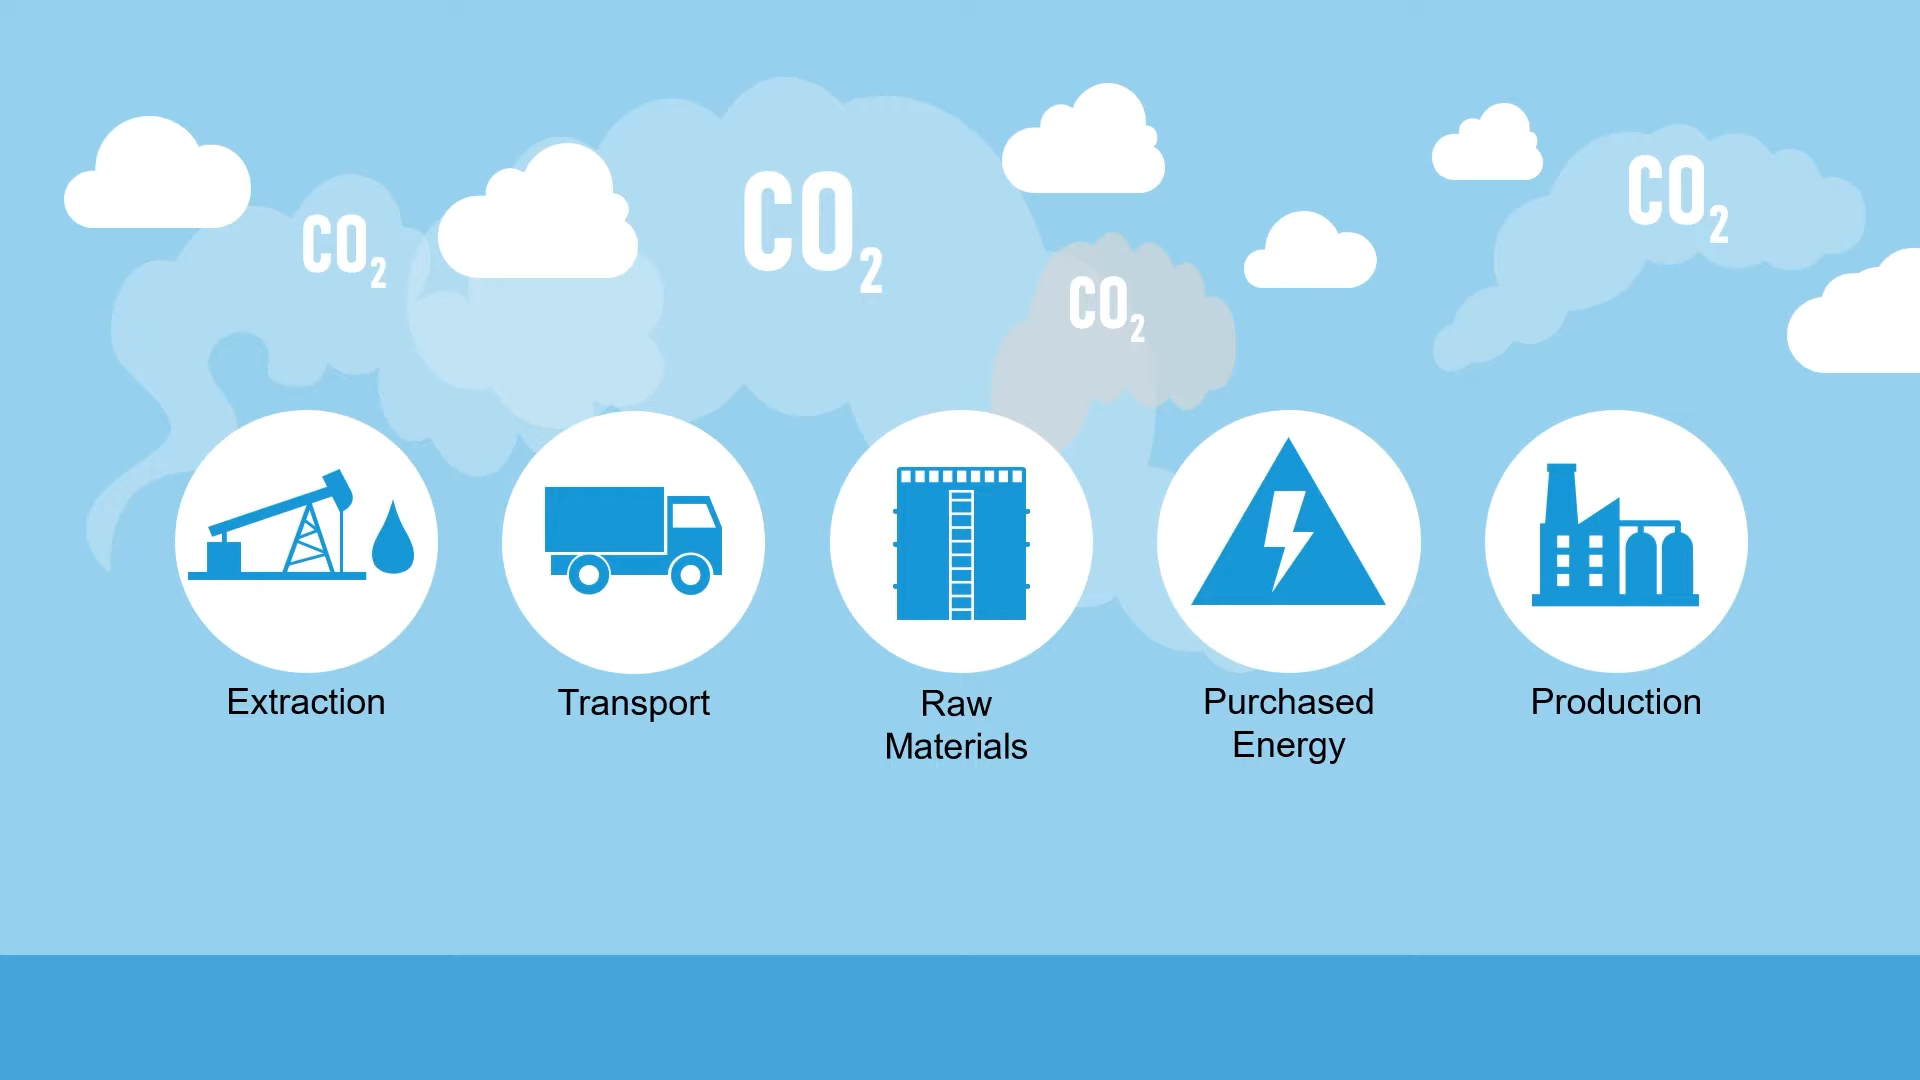 CO₂
CO₂
CO₂
CO₂
Extraction
Transport
Raw
Materials
Purchased
Energy
Production